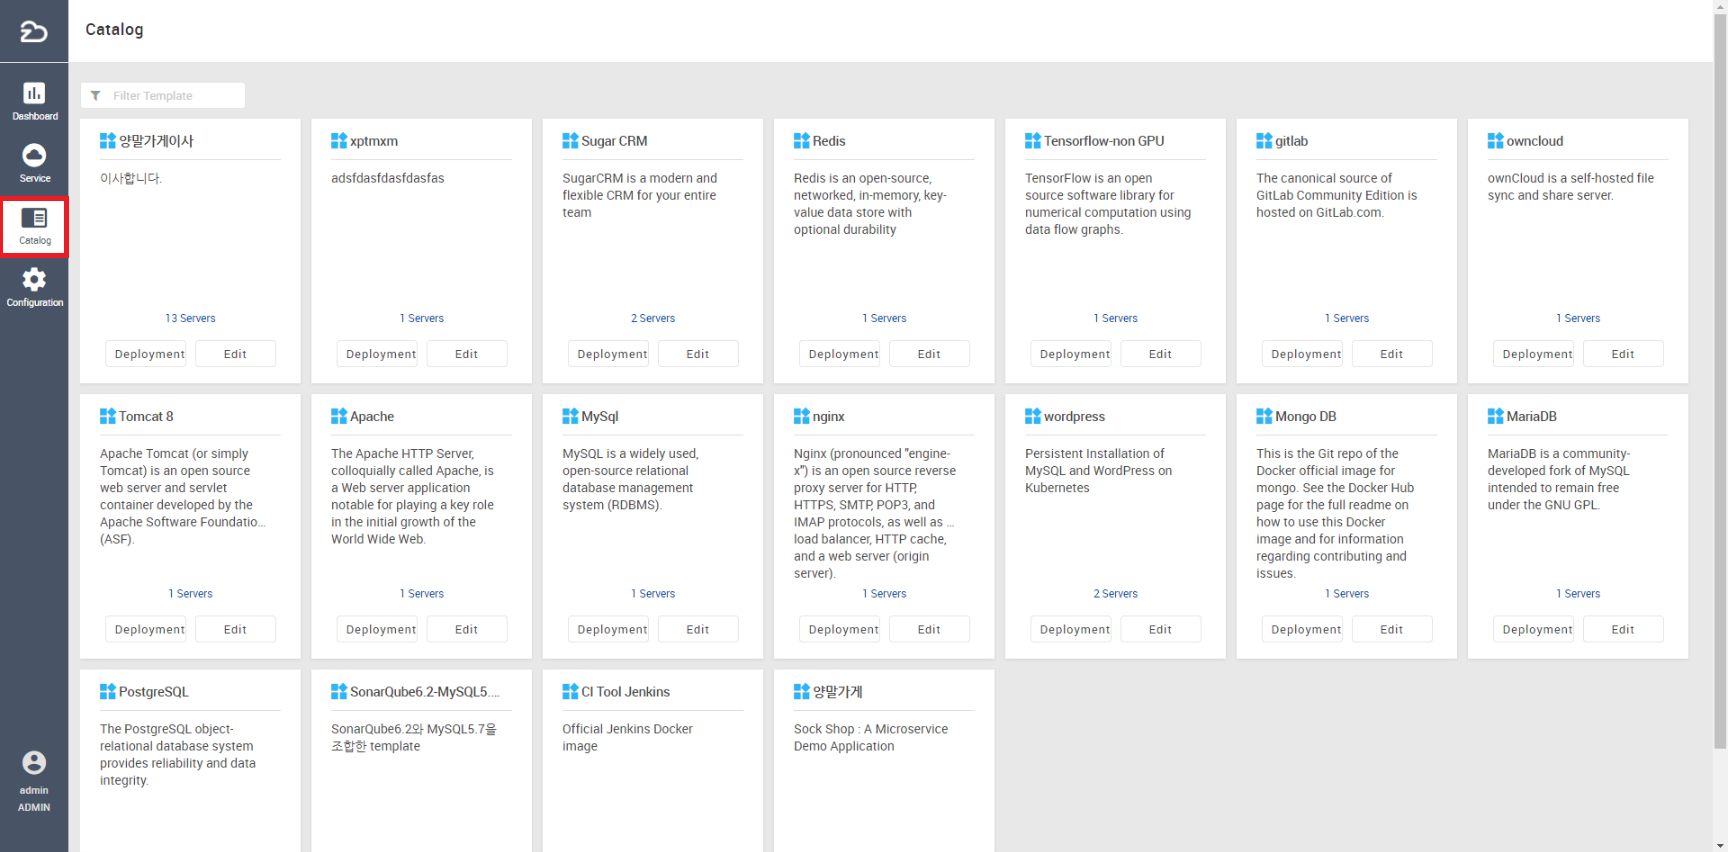 Catalog
Dashboard
Service
Catalog
Configuration
admin
ADMIN
Filter Template
양말가게이사
이사합니다.
13 Servers
Deployment
Edit
xptmxm
adsfdasfdasfdasfas
1 Servers
Deployment
Edit
Sugar CRM
SugarCRM is a modern and
flexible CRM for your entire
team
2 Servers
Deployment
Edit
Redis
Redis is an open-source,
networked, in-memory, key-
value data store with
optional durability
1 Servers
Deployment
Edit
Tensorflow-non GPU
TensorFlow is an open
source software library for
numerical computation using
data flow graphs.
1 Servers
Deployment
Edit
gitlab
The canonical source of
GitLab Community Edition is
hosted on GitLab.com.
1 Servers
Deployment
Edit
owncloud
ownCloud is a self-hosted file
sync and share server.
1 Servers
Deployment
Edit
Tomcat 8
Apache Tomcat (or simply
Tomcat) is an open source
web server and servlet
container developed by the
Apache Software Foundatio...
(ASF).
1 Servers
Deployment
Edit
Apache
The Apache HTTP Server,
colloquially called Apache, is
a Web server application
notable for playing a key role
in the initial growth of the
World Wide Web.
1 Servers
Deployment
Edit
MySql
MySQL is a widely used,
open-source relational
database management
system (RDBMS).
1 Servers
Deployment
Edit
nginx
Nginx (pronounced "engine-
x") is an open source reverse
proxy server for HTTP,
HTTPS, SMTP, POP3, and
IMAP protocols, as well as ...
load balancer, HTTP cache,
and a web server (origin
server).
1 Servers
Deployment
Edit
wordpress
Persistent Installation of
MySQL and WordPress on
Kubernetes
2 Servers
Deployment
Edit
Mongo DB
This is the Git repo of the
Docker official image for
mongo. See the Docker Hub
page for the full readme on
how to use this Docker
image and for information
regarding contributing and
issues.
1 Servers
Deployment
Edit
MariaDB
MariaDB is a community-
developed fork of MySQL
intended to remain free
under the GNU GPL.
1 Servers
Deployment
Edit
PostgreSQL
The PostgreSQL object-
relational database system
provides reliability and data
integrity.
SonarQube6.2-MySQL5....
SonarQube6.2와 MySQL5.7을
조합한 template
CI Tool Jenkins
Official Jenkins Docker
image
양말가게
Sock Shop : A Microservice
Demo Application